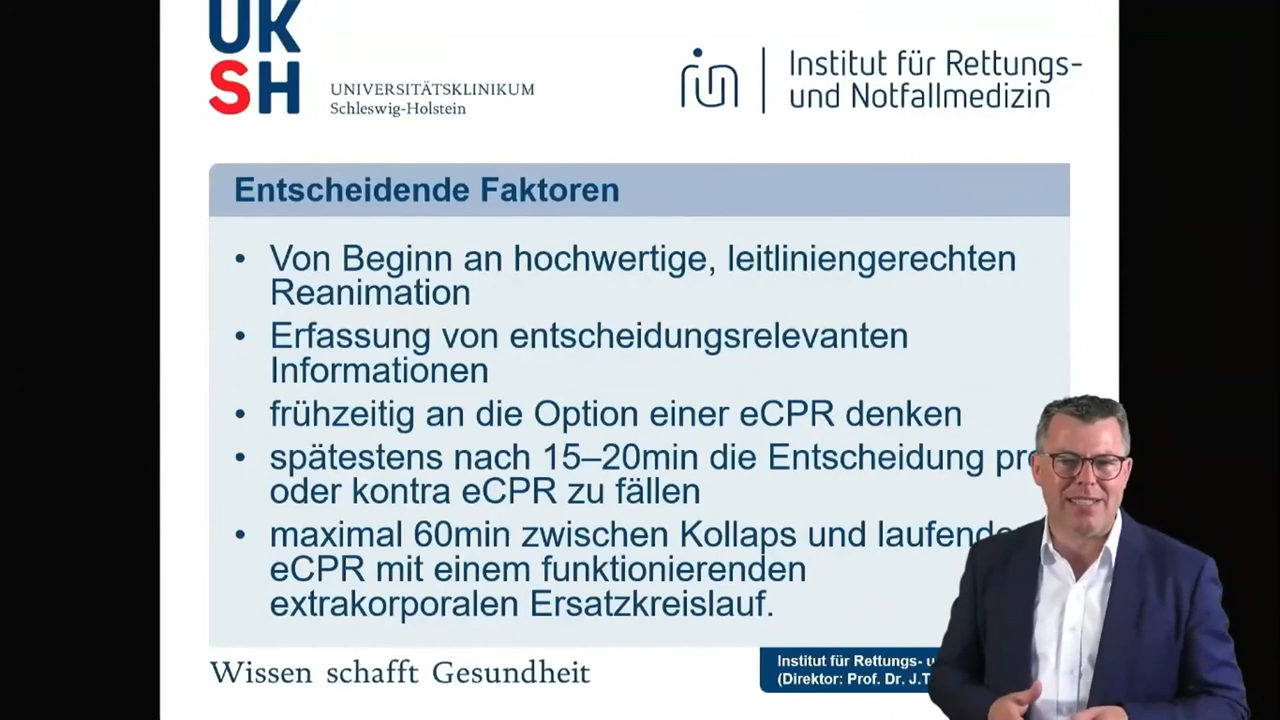 UK
SH
UNIVERSITÄTSKLINIKUM
Schleswig-Holstein
Institut für Rettungs-
und Notfallmedizin
Entscheidende Faktoren
• Von Beginn an hochwertige, leitliniengerechten
Reanimation
• Erfassung von entscheidungsrelevanten
Informationen
• frühzeitig an die Option einer eCPR denken
• spätestens nach 15–20min die Entscheidung
oder kontra eCPR zu fällen
• maximal 60min zwischen Kollaps und
eCPR mit einem funktionierenden
extrakorporalen Ersatzkreislauf.
Wissen schafft Gesundheit
Institut für Rettungs-
(Direktor: Prof. Dr.